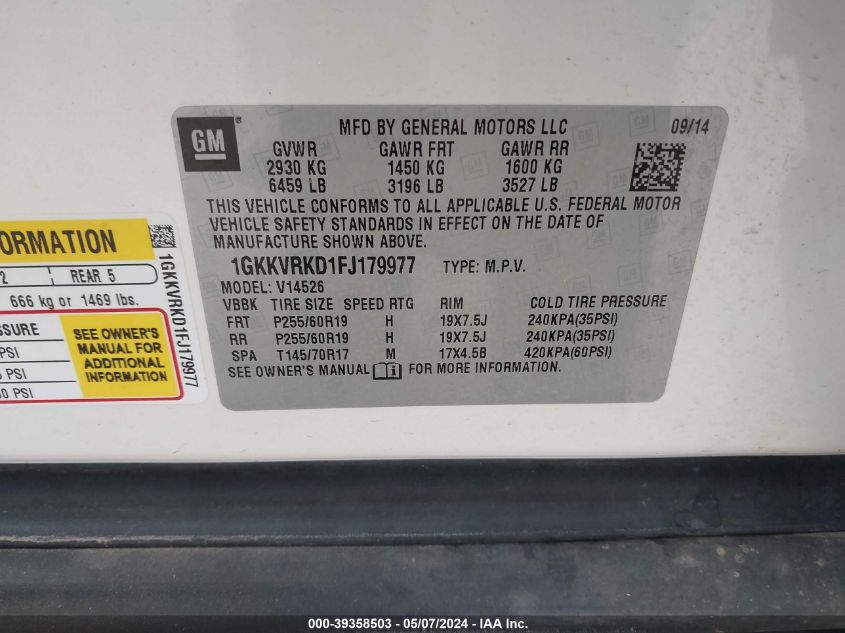 GM ®
MFD BY GENERAL MOTORS LLC 09/14
GVWR GAWR FRT GAWR RR
2930 KG 1450 KG 1600 KG
6459 LB 3196 LB 3527 LB
THIS VEHICLE CONFORMS TO ALL APPLICABLE U.S. FEDERAL MOTOR
VEHICLE SAFETY STANDARDS IN EFFECT ON THE DATE OF
MANUFACTURE SHOWN ABOVE.
1GKKVRKD1FJ179977 TYPE: M.P.V.
MODEL: V14526
VBBK TIRE SIZE SPEED RTG RIM COLD TIRE PRESSURE
FRT P255/60R19 H 19X7.5J 240KPA(35PSI)
RR P255/60R19 H 19X7.5J 240KPA(35PSI)
SPA T145/70R17 M 17X4.5B 420KPA(60PSI)
SEE OWNER'S MANUAL FOR MORE INFORMATION.
ORMATION
2 REAR 5
666 kg or 1469 lbs.
SSURE
PSI
PSI
0 PSI
SEE OWNER'S
MANUAL FOR
ADDITIONAL
INFORMATION
1GKKVRKD1FJ179977
000-39358503 - 05/07/2024 - IAA Inc.